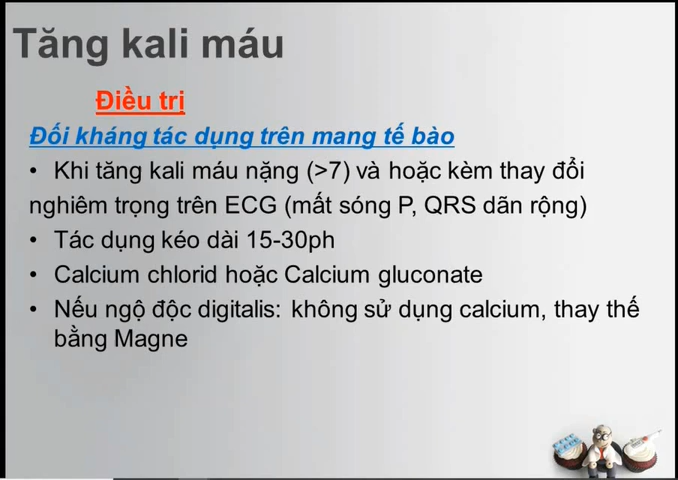 Tăng kali máu
Điều trị
Đối kháng tác dụng trên mang tế bào
• Khi tăng kali máu nặng (>7) và hoặc kèm thay đổi
nghiêm trọng trên ECG (mất sóng P, QRS dãn rộng)
• Tác dụng kéo dài 15-30ph
• Calcium chlorid hoặc Calcium gluconate
• Nếu ngộ độc digitalis: không sử dụng calcium, thay thế
bằng Magne